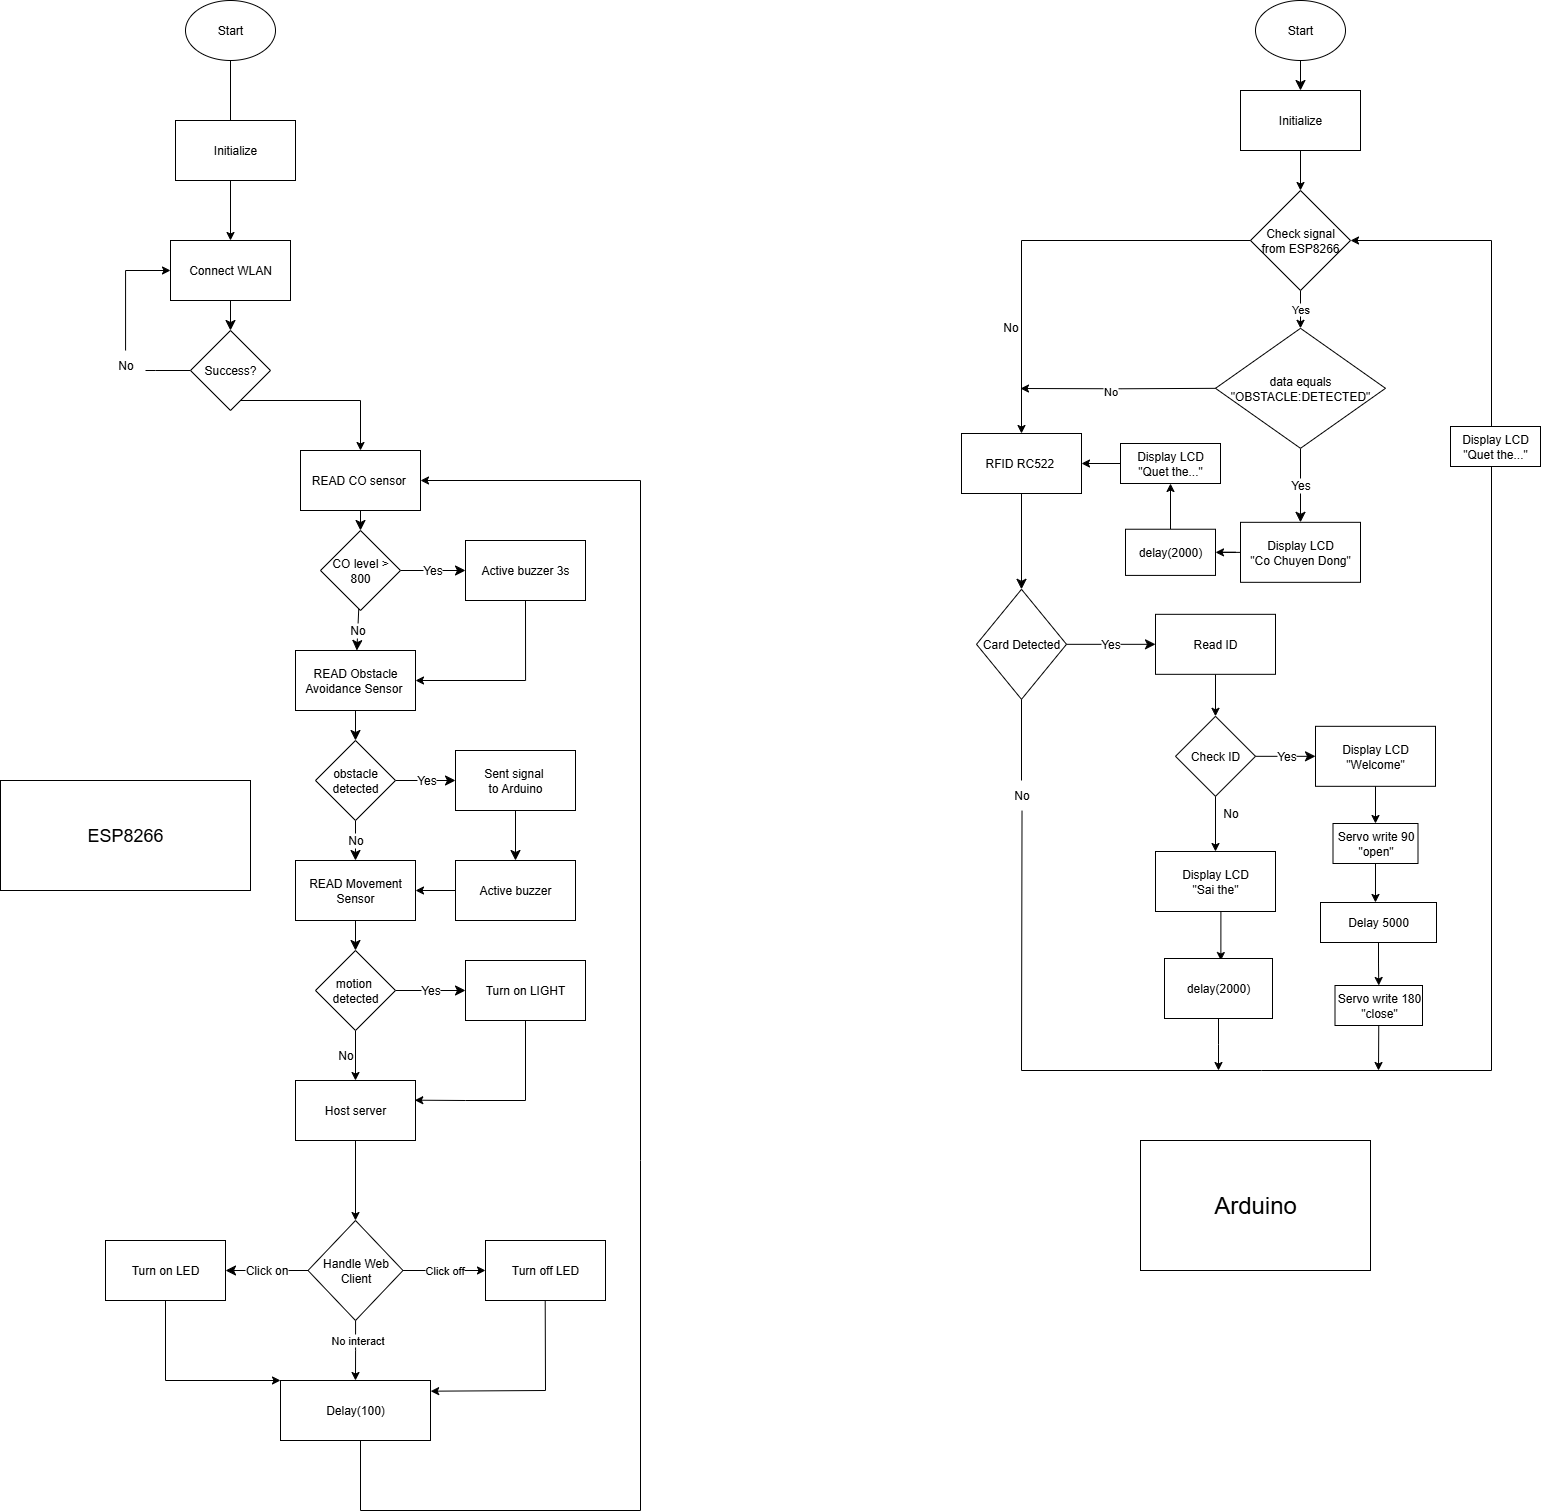 Start
Initialize
Connect WLAN
No
Success?
READ CO sensor
CO level >
800
Yes
Active buzzer 3s
No
READ Obstacle
Avoidance Sensor
obstacle
detected
Yes
Sent signal
to Arduino
No
READ Movement
Sensor
Active buzzer
ESP8266
motion
detected
Yes
Turn on LIGHT
No
Host server
Turn on LED
Click on
Handle Web
Client
Click off
Turn off LED
No interact
Delay(100)
Start
Initialize
Check signal
from ESP8266
No
Yes
data equals
"OBSTACLE:DETECTED"
No
Display LCD
"Quet the..."
RFID RC522
Display LCD
"Quet the..."
Yes
delay(2000)
Display LCD
"Co Chuyen Dong"
Card Detected
Yes
Read ID
Check ID
Yes
Display LCD
"Welcome"
No
No
Servo write 90
"open"
Display LCD
"Sai the"
Delay 5000
delay(2000)
Servo write 180
"close"
Arduino